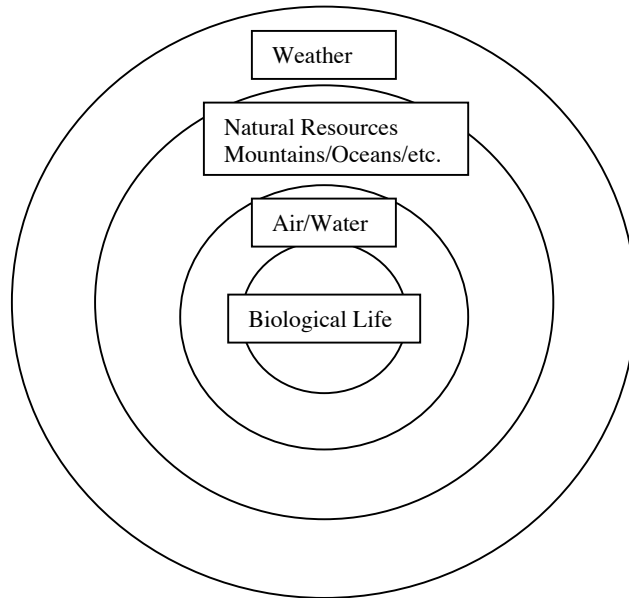 Weather
Natural Resources
Mountains/Oceans/etc.
Air/Water
Biological Life